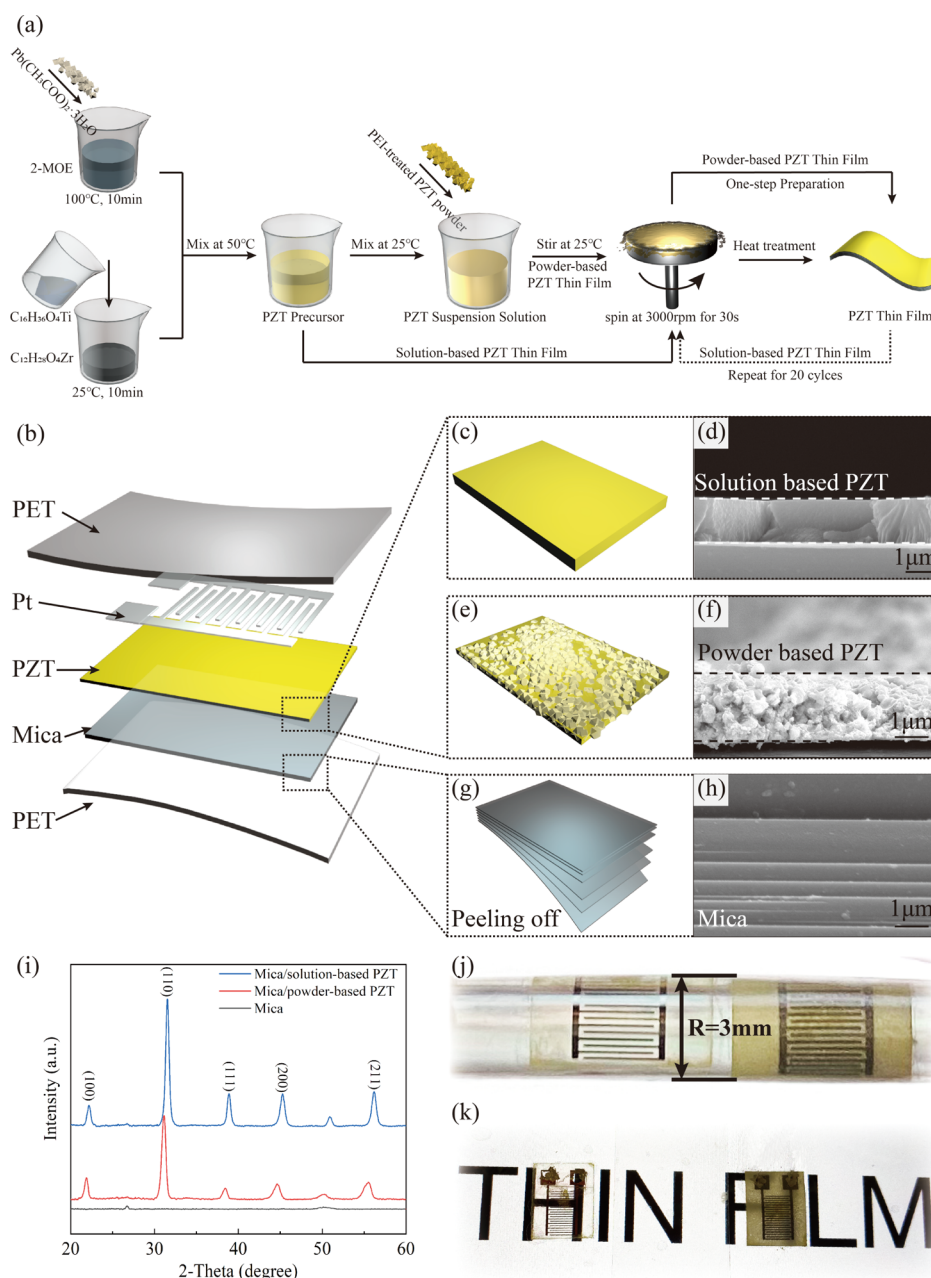 (a)
Pb(CH₃COO)₂·3H₂O
2-MOE
100℃, 10min
C₁₆H₃₆O₄Ti
C₁₂H₂₈O₄Zr
25℃, 10min
Mix at 50℃
PZT Precursor
Mix at 25℃
PEI-treated PZT powder
PZT Suspension Solution
Stir at 25℃
Powder-based
PZT Thin Film
spin at 3000rpm for 30s
Powder-based PZT Thin Film
One-step Preparation
Heat treatment
PZT Thin Film
Solution-based PZT Thin Film
Solution-based PZT Thin Film
Repeat for 20 cylces
(b)
PET
Pt
PZT
Mica
PET
(c)
(d)
Solution based PZT
1μm
(e)
(f)
Powder based PZT
1μm
(g)
Peeling off
(h)
Mica
1μm
(i)
Mica/solution-based PZT
Mica/powder-based PZT
Mica
(100)
(110)
(111)
(200)
(211)
Intensity (a.u.)
20 30 40 50 60
2-Theta (degree)
(j)
R=3mm
(k)
THIN FILM